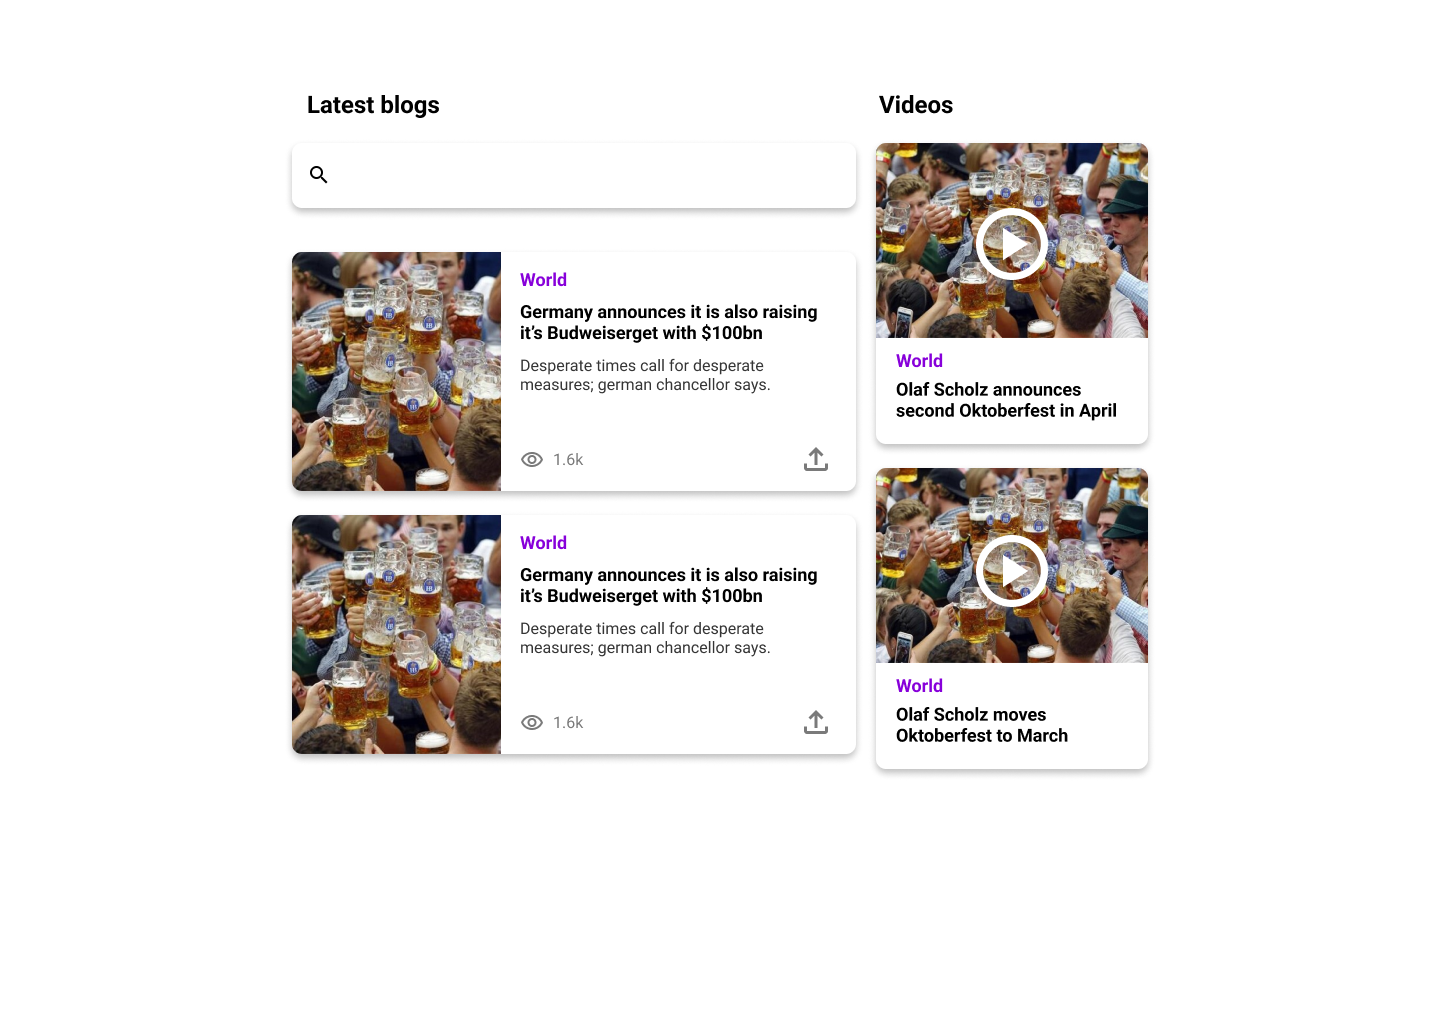 Latest blogs
World
Germany announces it is also raising
it’s Budweiserget with $100bn
Desperate times call for desperate
measures; german chancellor says.
1.6k
World
Germany announces it is also raising
it’s Budweiserget with $100bn
Desperate times call for desperate
measures; german chancellor says.
1.6k
Videos
World
Olaf Scholz announces
second Oktoberfest in April
World
Olaf Scholz moves
Oktoberfest to March